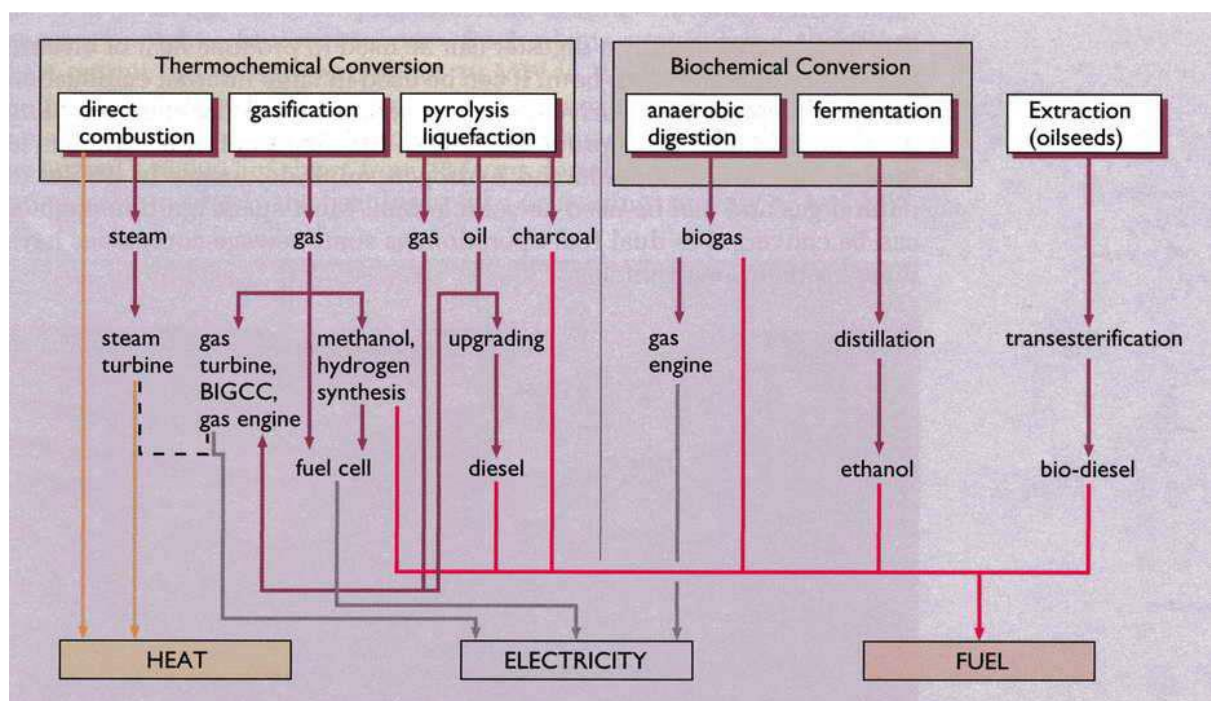 Thermochemical Conversion
Biochemical Conversion
direct
combustion
gasification
pyrolysis
liquefaction
anaerobic
digestion
fermentation
Extraction
(oilseeds)
steam
gas
gas
oil
charcoal
biogas
steam
turbine
gas
turbine,
BIGCC,
gas engine
methanol,
hydrogen
synthesis
upgrading
gas
engine
distillation
transesterification
fuel cell
diesel
ethanol
bio-diesel
HEAT
ELECTRICITY
FUEL